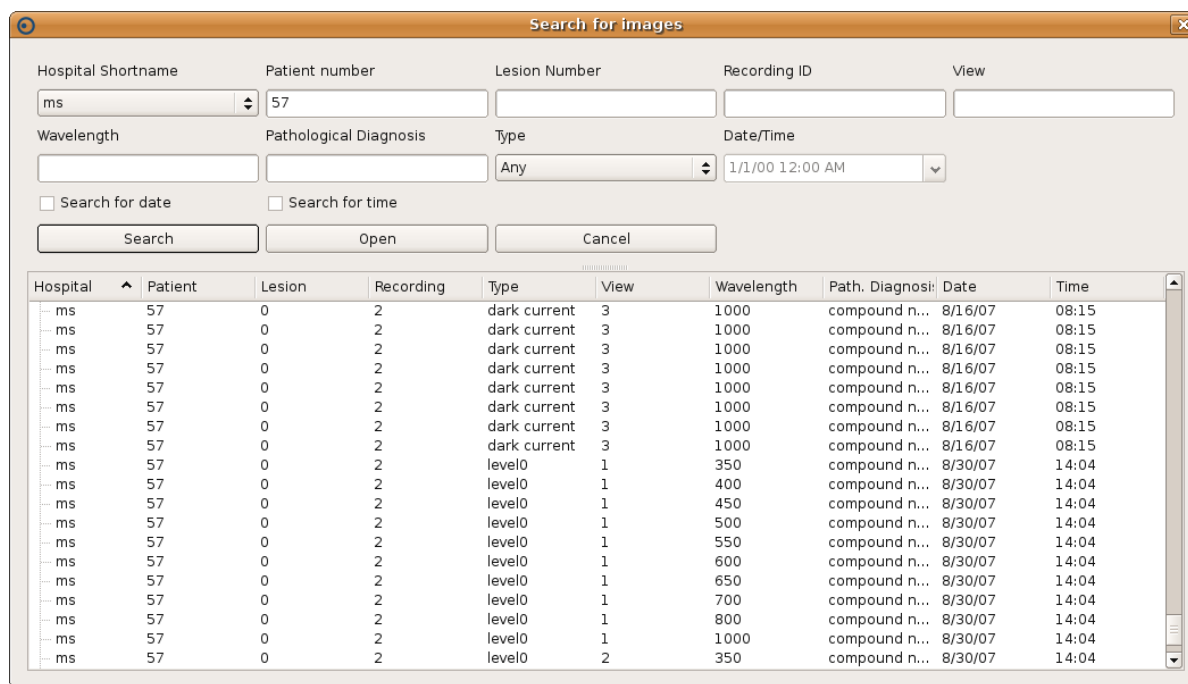 Search for images
Hospital Shortname Patient number Lesion Number Recording ID View
ms 57
Wavelength Pathological Diagnosis Type Date/Time
Any 1/1/00 12:00 AM
Search for date Search for time
Search Open Cancel
Hospital Patient Lesion Recording Type View Wavelength Path. Diagnosis Date Time
ms 57 0 2 dark current 3 1000 compound n... 8/16/07 08:15
ms 57 0 2 dark current 3 1000 compound n... 8/16/07 08:15
ms 57 0 2 dark current 3 1000 compound n... 8/16/07 08:15
ms 57 0 2 dark current 3 1000 compound n... 8/16/07 08:15
ms 57 0 2 dark current 3 1000 compound n... 8/16/07 08:15
ms 57 0 2 dark current 3 1000 compound n... 8/16/07 08:15
ms 57 0 2 dark current 3 1000 compound n... 8/16/07 08:15
ms 57 0 2 dark current 3 1000 compound n... 8/16/07 08:15
ms 57 0 2 level0 1 350 compound n... 8/30/07 14:04
ms 57 0 2 level0 1 400 compound n... 8/30/07 14:04
ms 57 0 2 level0 1 450 compound n... 8/30/07 14:04
ms 57 0 2 level0 1 500 compound n... 8/30/07 14:04
ms 57 0 2 level0 1 550 compound n... 8/30/07 14:04
ms 57 0 2 level0 1 600 compound n... 8/30/07 14:04
ms 57 0 2 level0 1 650 compound n... 8/30/07 14:04
ms 57 0 2 level0 1 700 compound n... 8/30/07 14:04
ms 57 0 2 level0 1 800 compound n... 8/30/07 14:04
ms 57 0 2 level0 1 1000 compound n... 8/30/07 14:04
ms 57 0 2 level0 2 350 compound n... 8/30/07 14:04